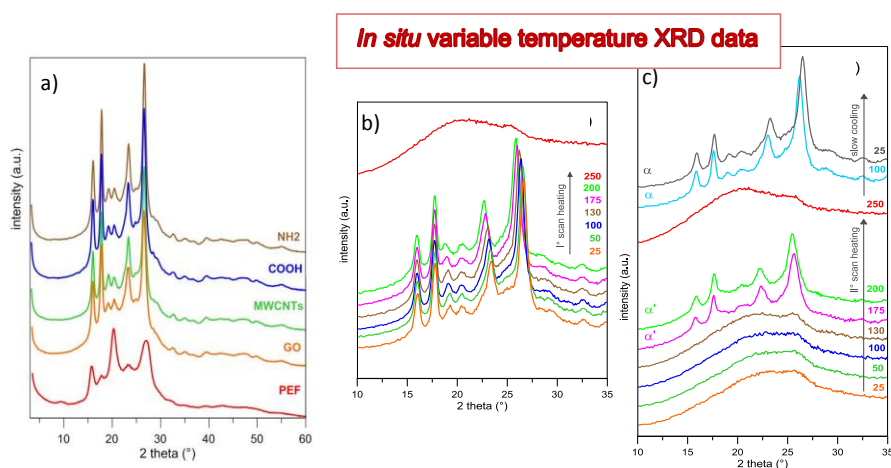 In situ variable temperature XRD data
a)
intensity (a.u.)
NH2
COOH
MWCNTs
GO
PEF
10 20 30 40 50 60
2 theta (°)
b)
)
intensity (a.u.)
250
200
175
130
100
50
25
I° scan heating
10 15 20 25 30 35
2 theta (°)
c)
)
intensity (a.u.)
slow cooling
25
α
100
α
250
II° scan heating
200
α'
175
α'
130
100
50
25
10 15 20 25 30 35
2 theta (°)